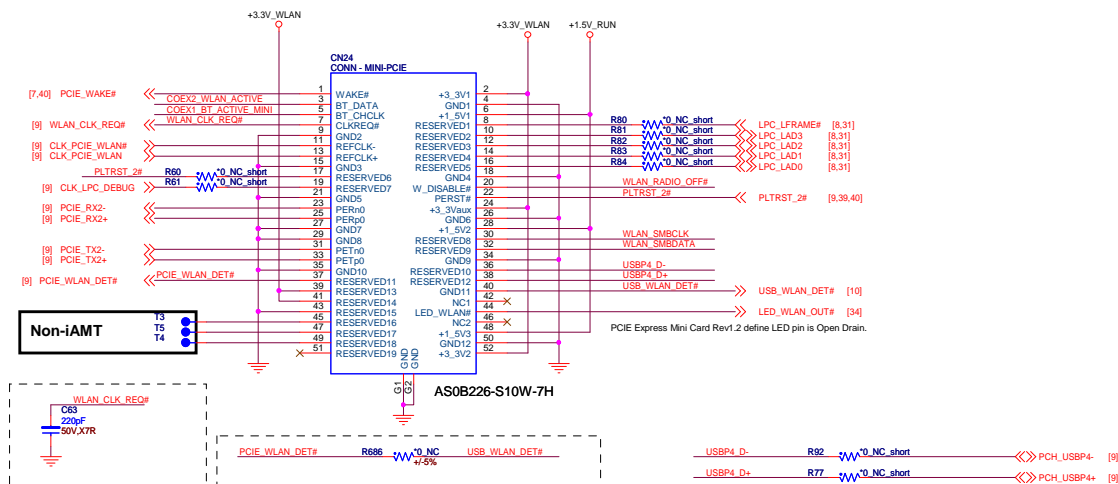 +3.3V_WLAN +3.3V_WLAN +1.5V_RUN
CN24
CONN - MINI-PCIE
[7,40] PCIE_WAKE# 1 WAKE# +3_3V1 2
COEX2_WLAN_ACTIVE 3 BT_DATA GND1 4
COEX1_BT_ACTIVE_MINI 5 BT_CHCLK +1_5V1 6
[9] WLAN_CLK_REQ# WLAN_CLK_REQ# 7 CLKREQ# RESERVED1 8 R80 *0_NC_short LPC_LFRAME# [8,31]
9 GND2 RESERVED2 10 R81 *0_NC_short LPC_LAD3 [8,31]
[9] CLK_PCIE_WLAN# 11 REFCLK- RESERVED3 12 R82 *0_NC_short LPC_LAD2 [8,31]
[9] CLK_PCIE_WLAN 13 REFCLK+ RESERVED4 14 R83 *0_NC_short LPC_LAD1 [8,31]
15 GND3 RESERVED5 16 R84 *0_NC_short LPC_LAD0 [8,31]
PLTRST_2# R60 *0_NC_short 17 RESERVED6 GND4 18
[9] CLK_LPC_DEBUG R61 *0_NC_short 19 RESERVED7 W_DISABLE# 20 WLAN_RADIO_OFF#
21 GND5 PERST# 22 PLTRST_2# PLTRST_2# [9,39,40]
[9] PCIE_RX2- 23 PERn0 +3_3Vaux 24
[9] PCIE_RX2+ 25 PERp0 GND6 26
27 GND7 +1_5V2 28
29 GND8 RESERVED8 30 WLAN_SMBCLK
[9] PCIE_TX2- 31 PETn0 RESERVED9 32 WLAN_SMBDATA
[9] PCIE_TX2+ 33 PETp0 GND9 34
35 GND10 RESERVED10 36 USBP4_D-
[9] PCIE_WLAN_DET# PCIE_WLAN_DET# 37 RESERVED11 RESERVED12 38 USBP4_D+
39 RESERVED13 GND11 40 USB_WLAN_DET# USB_WLAN_DET# [10]
41 RESERVED14 NC1 42
43 RESERVED15 LED_WLAN# 44 LED_WLAN_OUT# [34]
T3 45 RESERVED16 NC2 46
Non-iAMT T5 47 RESERVED17 +1_5V3 48 PCIE Express Mini Card Rev1.2 define LED pin is Open Drain.
T4 49 RESERVED18 GND12 50
51 RESERVED19 +3_3V2 52
GND GND
G1 G2
AS0B226-S10W-7H
WLAN_CLK_REQ#
C63
220pF
50V,X7R
PCIE_WLAN_DET# R686 *0_NC USB_WLAN_DET#
+/-5%
USBP4_D- R92 *0_NC_short PCH_USBP4- [9]
USBP4_D+ R77 *0_NC_short PCH_USBP4+ [9]